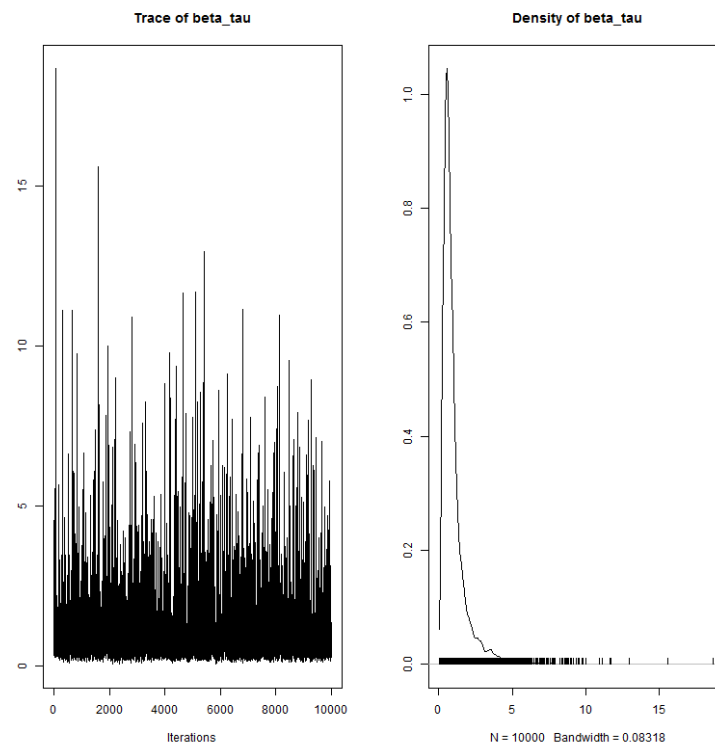 Trace of beta_tau
15
10
5
0
0 2000 4000 6000 8000 10000
Iterations
Density of beta_tau
1.0
0.8
0.6
0.4
0.2
0.0
0 5 10 15
N = 10000 Bandwidth = 0.08318